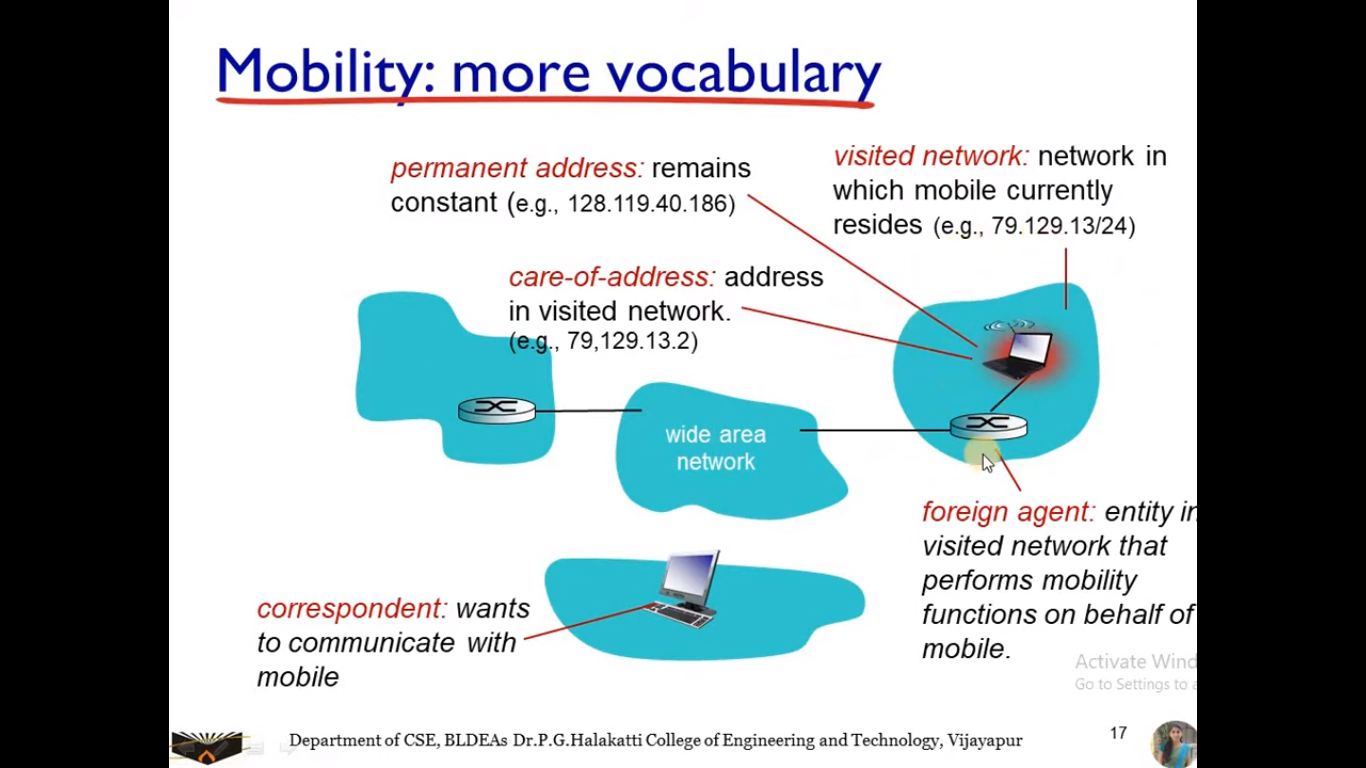 Mobility: more vocabulary
permanent address: remains
constant (e.g., 128.119.40.186)
visited network: network in
which mobile currently
resides (e.g., 79.129.13/24)
care-of-address: address
in visited network.
(e.g., 79,129.13.2)
wide area
network
foreign agent: entity in
visited network that
performs mobility
functions on behalf of
mobile.
correspondent: wants
to communicate with
mobile
Activate Wind
Go to Settings to a
Department of CSE, BLDEAs Dr.P.G.Halakatti College of Engineering and Technology, Vijayapur
17